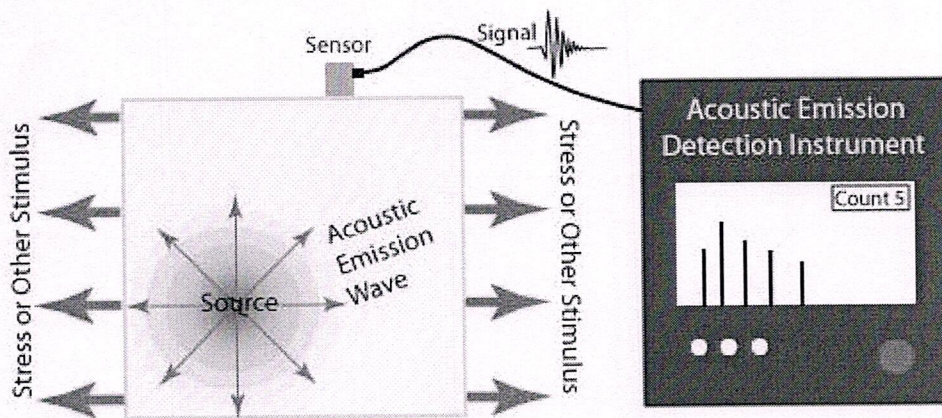 Sensor
Signal
Acoustic Emission
Detection Instrument
Count 5
Stress or Other Stimulus
Acoustic
Emission
Wave
Source
Stress or Other Stimulus